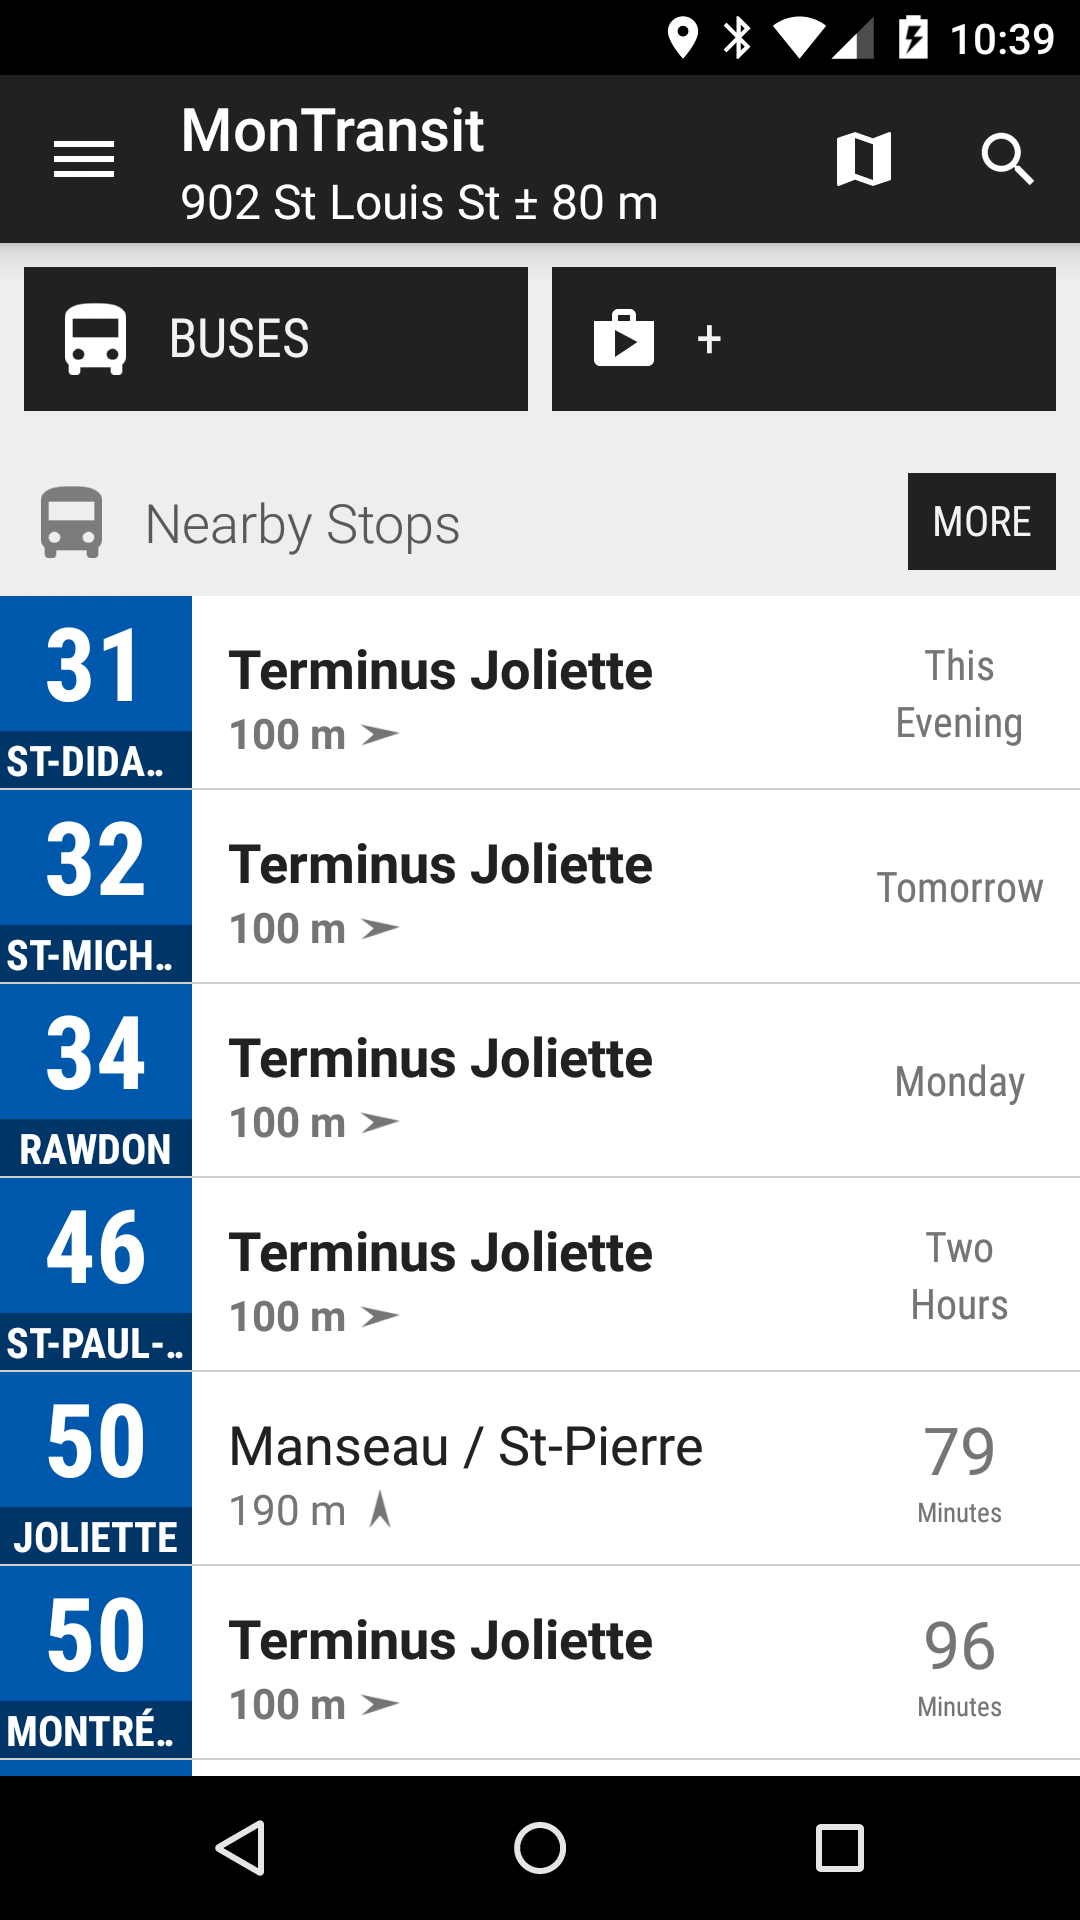 10:39
MonTransit
902 St Louis St ± 80 m
BUSES
+
Nearby Stops
MORE
31
ST-DIDA..
Terminus Joliette
100 m
This
Evening
32
ST-MICH..
Terminus Joliette
100 m
Tomorrow
34
RAWDON
Terminus Joliette
100 m
Monday
46
ST-PAUL-..
Terminus Joliette
100 m
Two
Hours
50
JOLIETTE
Manseau / St-Pierre
190 m
79
Minutes
50
MONTRÉ..
Terminus Joliette
100 m
96
Minutes